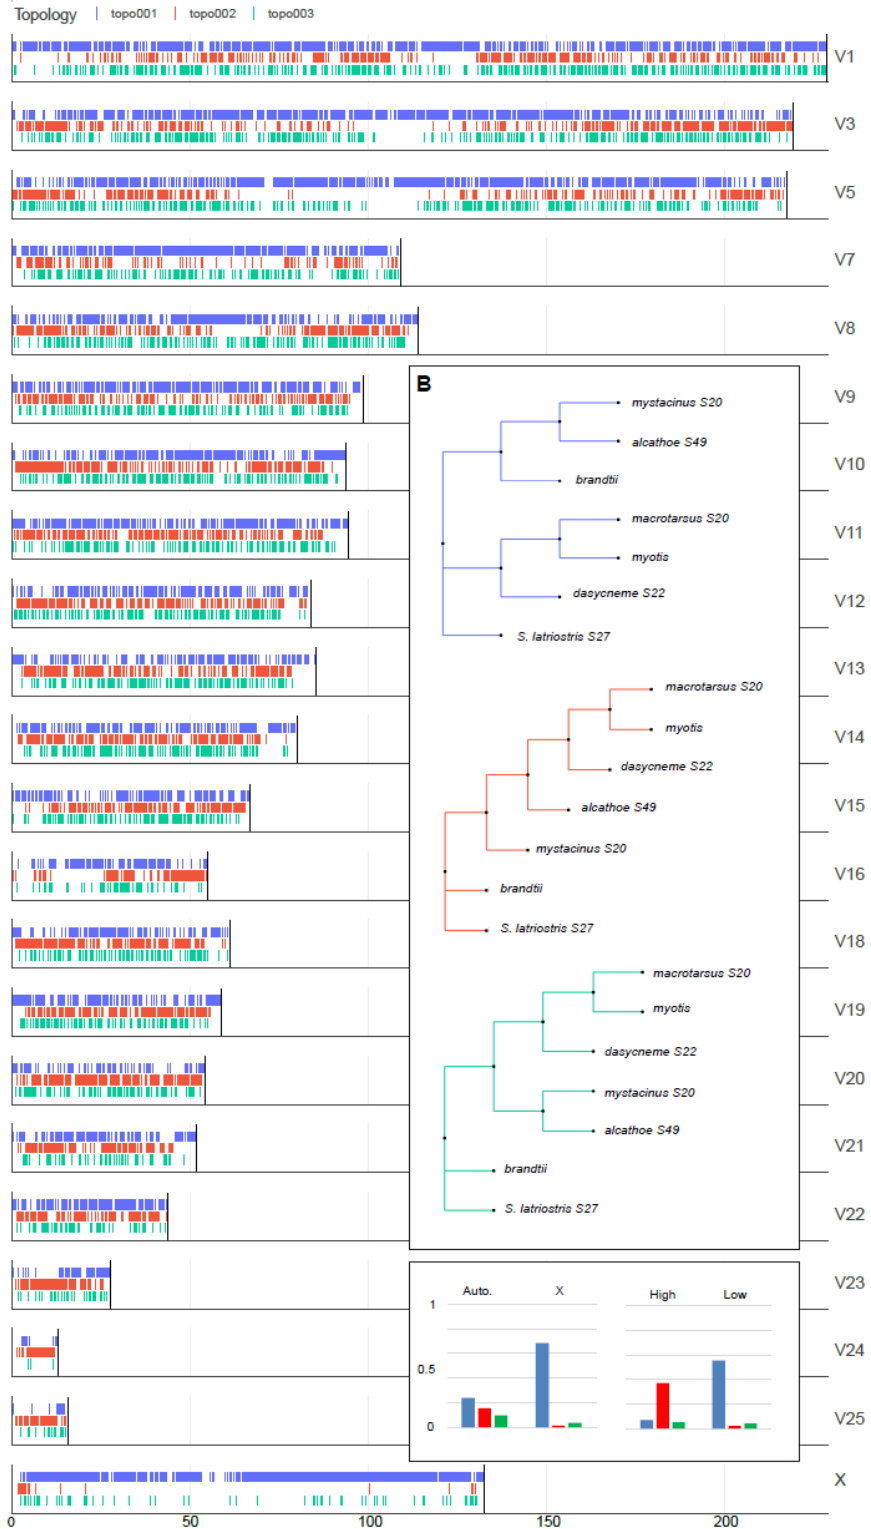 Topology topo001 topo002 topo003
V1
V3
V5
V7
V8
V9
V10
V11
V12
V13
V14
V15
V16
V18
V19
V20
V21
V22
V23
V24
V25
X
0 50 100 150 200
B
mystacinus S20
alcathoe S49
brandtii
macrotarsus S20
myotis
dasycneme S22
S. latriostris S27
macrotarsus S20
myotis
dasycneme S22
alcathoe S49
mystacinus S20
brandtii
S. latriostris S27
macrotarsus S20
myotis
dasycneme S22
mystacinus S20
alcathoe S49
brandtii
S. latriostris S27
Auto. X High Low
1
0.5
0